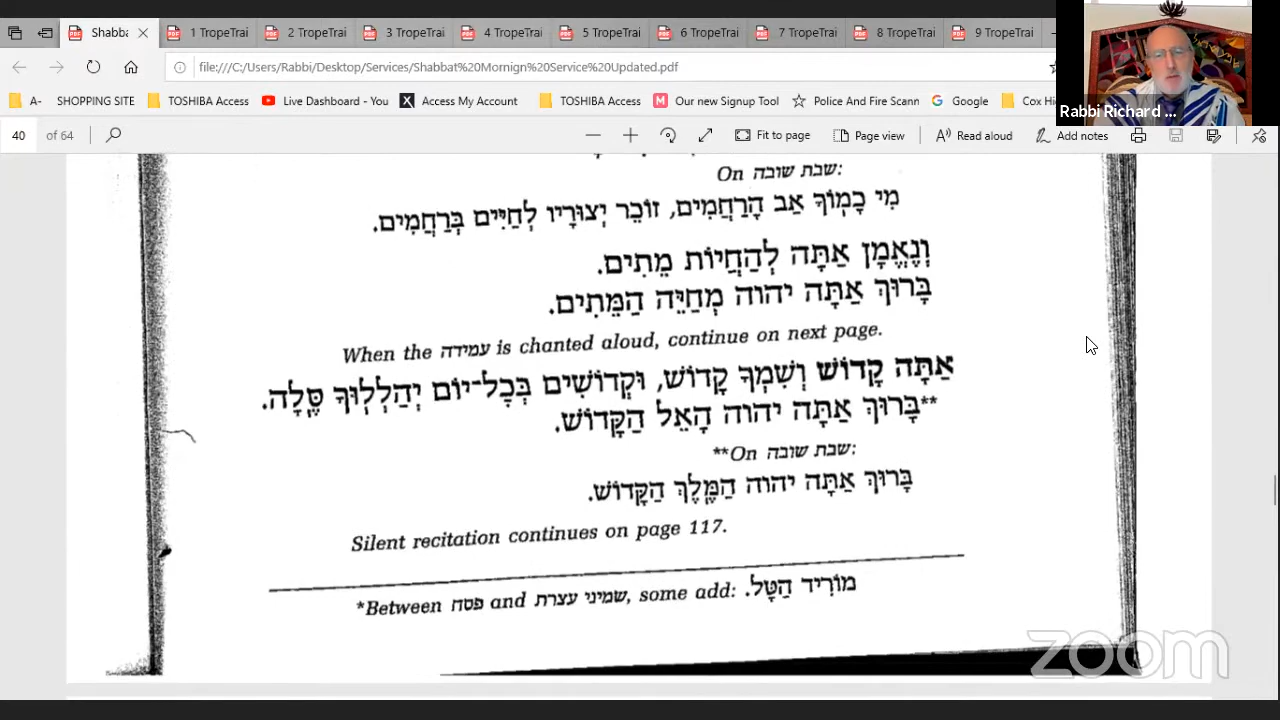 Shabba
1 TropeTrai
2 TropeTrai
3 TropeTrai
4 TropeTrai
5 TropeTrai
6 TropeTrai
7 TropeTrai
8 TropeTrai
9 TropeTrai
file:///C:/Users/Rabbi/Desktop/Services/Shabbat%20Mornign%20Service%20Updated.pdf
A- SHOPPING SITE
TOSHIBA Access
Live Dashboard - You
Access My Account
TOSHIBA Access
Our new Signup Tool
Police And Fire Scann
Google
Cox Hi
Rabbi Richard ...
40 of 64
Fit to page
Page view
Read aloud
Add notes
On שבת שובה:
מִי כָמֽוֹךָ אַב הָרַחֲמִים, זוֹכֵר יְצוּרָיו לְחַיִּים בְּרַחֲמִים.
וְנֶאֱמָן אַתָּה לְהַחֲיוֹת מֵתִים.
בָּרוּךְ אַתָּה יהוה מְחַיֵּה הַמֵּתִים.
When the עמידה is chanted aloud, continue on next page.
אַתָּה קָדוֹשׁ וְשִׁמְךָ קָדוֹשׁ, וּקְדוֹשִׁים בְּכָל־יוֹם יְהַלְלֽוּךָ סֶּֽלָה.
**בָּרוּךְ אַתָּה יהוה הָאֵל הַקָּדוֹשׁ.
**On שבת שובה:
בָּרוּךְ אַתָּה יהוה הַמֶּֽלֶךְ הַקָּדוֹשׁ.
Silent recitation continues on page 117.
*Between פסח and שמיני עצרת, some add: מוֹרִיד הַטָּל.
zoom